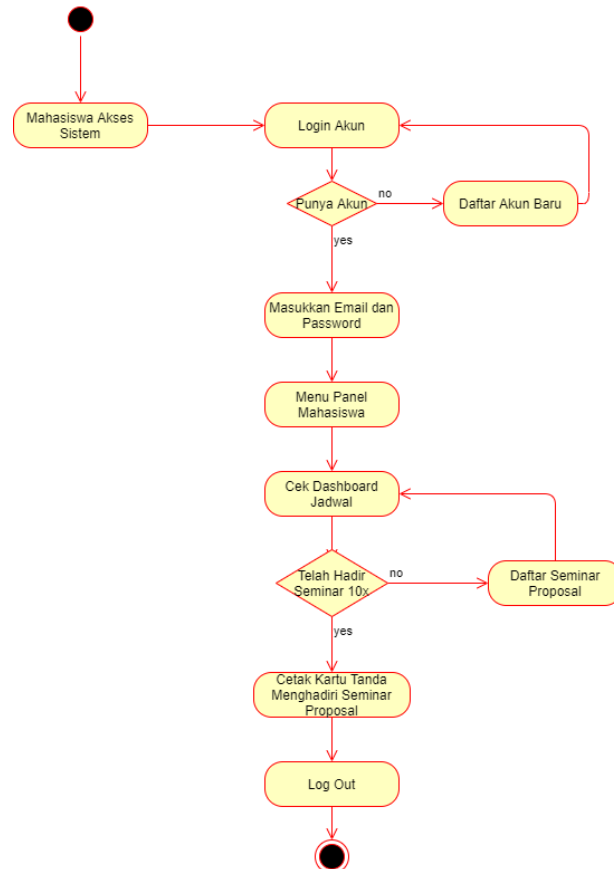 Mahasiswa Akses
Sistem
Login Akun
Punya Akun
no
Daftar Akun Baru
yes
Masukkan Email dan
Password
Menu Panel
Mahasiswa
Cek Dashboard
Jadwal
Telah Hadir
Seminar 10x
no
Daftar Seminar
Proposal
yes
Cetak Kartu Tanda
Menghadiri Seminar
Proposal
Log Out